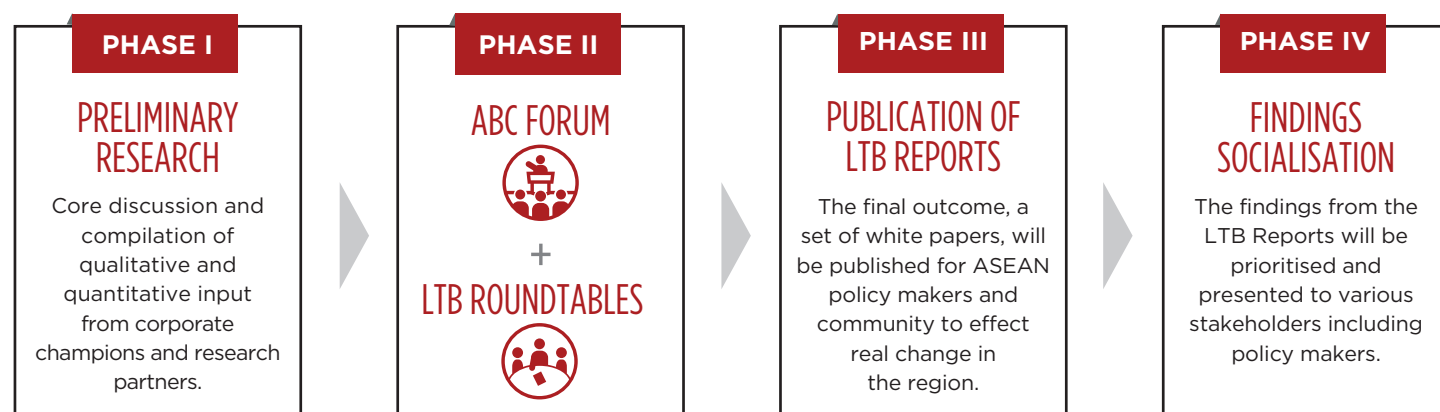 PHASE I
PRELIMINARY
RESEARCH
Core discussion and
compilation of
qualitative and
quantitative input
from corporate
champions and research
partners.
PHASE II
ABC FORUM
+
LTB ROUNDTABLES
PHASE III
PUBLICATION OF
LTB REPORTS
The final outcome, a
set of white papers, will
be published for ASEAN
policy makers and
community to effect
real change in
the region.
PHASE IV
FINDINGS
SOCIALISATION
The findings from the
LTB Reports will be
prioritised and
presented to various
stakeholders including
policy makers.